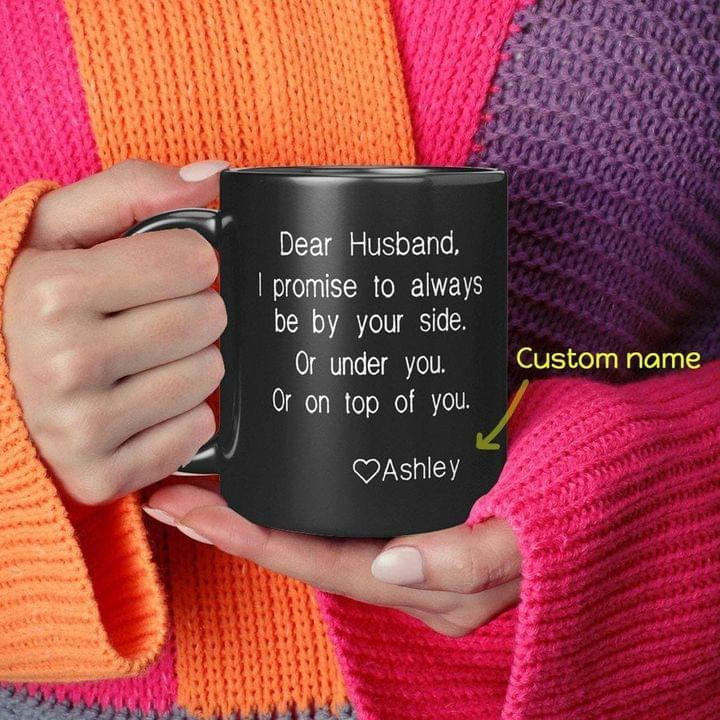 Dear Husband,
I promise to always
be by your side.
Or under you.
Or on top of you.
♡Ashley
Custom name